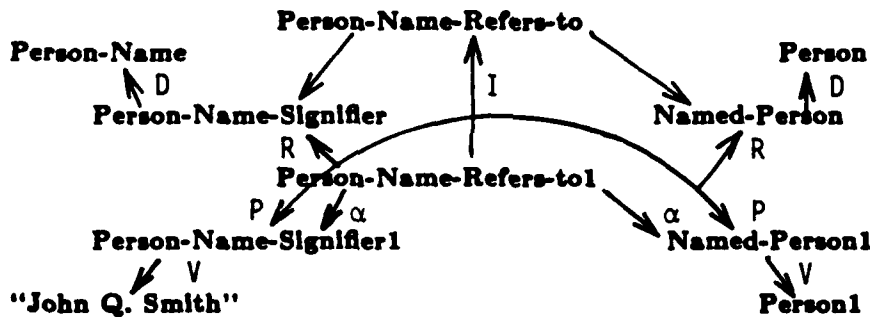 Person-Name-Refers-to
Person-Name
Person
D
I
D
Person-Name-Signifier
Named-Person
R
R
Person-Name-Refers-to1
P
α
α
P
Person-Name-Signifier1
Named-Person1
V
V
“John Q. Smith”
Person1